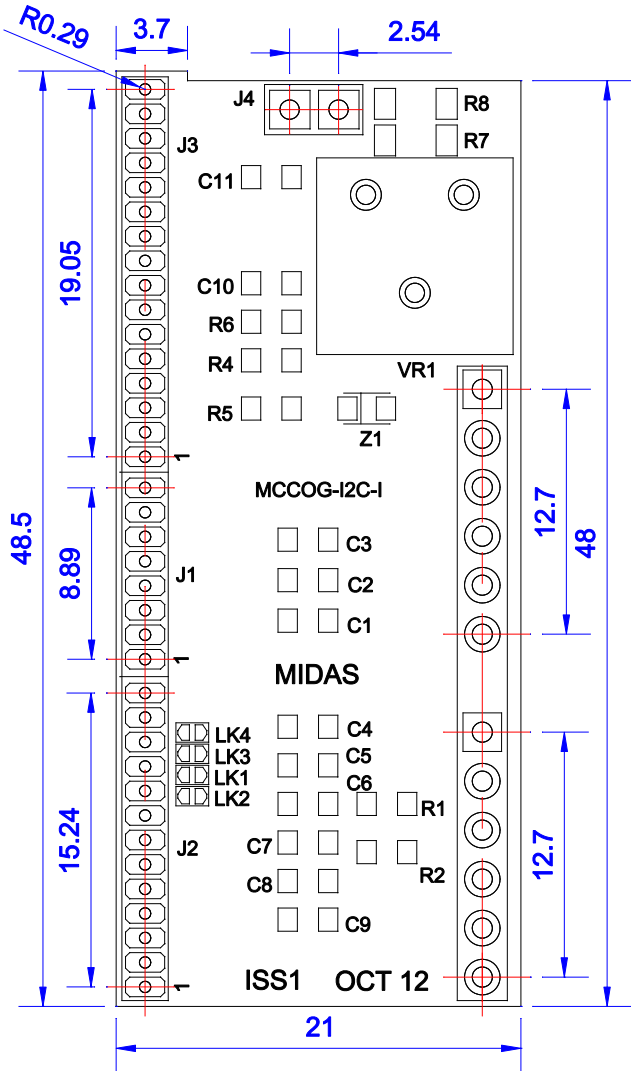 R0.29
3.7
2.54
J4
R8
J3
R7
C11
19.05
C10
R6
R4
VR1
R5
Z1
1
MCCOG-I2C-I
48.5
12.7
48
C3
8.89
J1
C2
C1
1
MIDAS
LK4
C4
LK3
C5
LK1
C6
LK2
R1
15.24
J2
C7
12.7
C8
R2
C9
1
ISS1 OCT 12
21